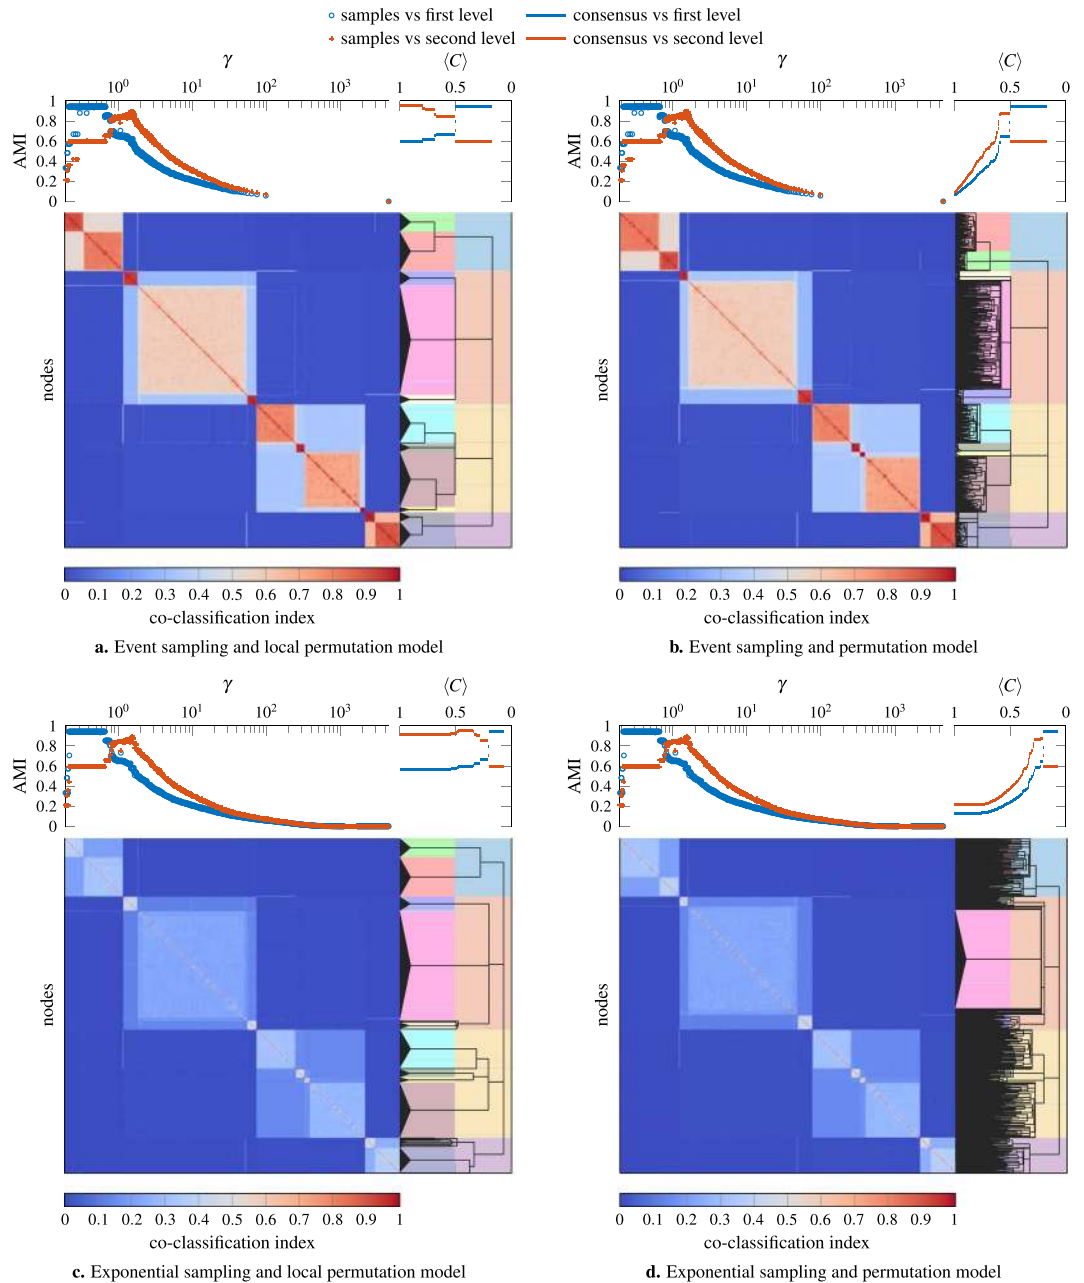 samples vs first level consensus vs first level
samples vs second level consensus vs second level
γ ⟨C⟩ γ ⟨C⟩
10⁰ 10¹ 10² 10³ 1 0.5 0 10⁰ 10¹ 10² 10³ 1 0.5 0
1 1
0.8 0.8
0.6 0.6
0.4 0.4
0.2 0.2
0 0
AMI AMI
nodes nodes
0 0.1 0.2 0.3 0.4 0.5 0.6 0.7 0.8 0.9 1 0 0.1 0.2 0.3 0.4 0.5 0.6 0.7 0.8 0.9 1
co-classification index co-classification index
a. Event sampling and local permutation model b. Event sampling and permutation model
γ ⟨C⟩ γ ⟨C⟩
10⁰ 10¹ 10² 10³ 1 0.5 0 10⁰ 10¹ 10² 10³ 1 0.5 0
1 1
0.8 0.8
0.6 0.6
0.4 0.4
0.2 0.2
0 0
AMI AMI
nodes nodes
0 0.1 0.2 0.3 0.4 0.5 0.6 0.7 0.8 0.9 1 0 0.1 0.2 0.3 0.4 0.5 0.6 0.7 0.8 0.9 1
co-classification index co-classification index
c. Exponential sampling and local permutation model d. Exponential sampling and permutation model